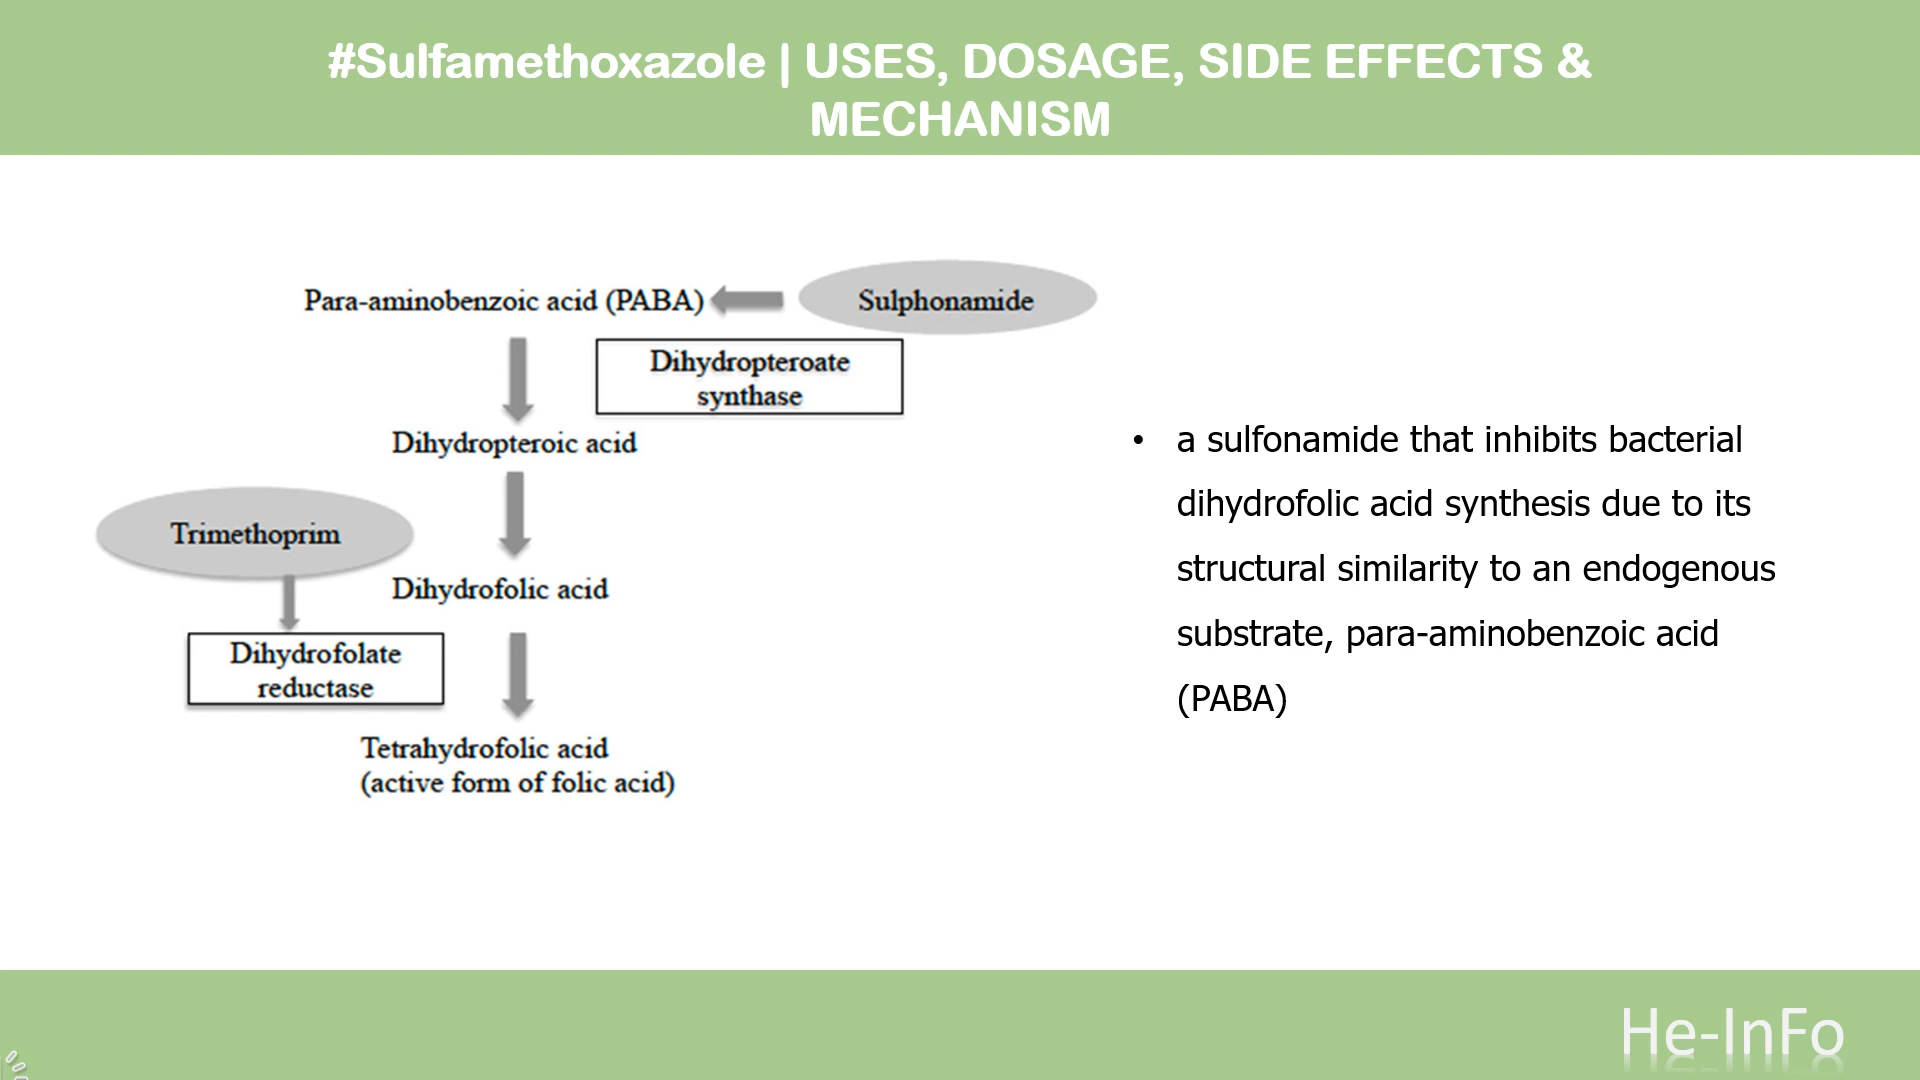 #Sulfamethoxazole | USES, DOSAGE, SIDE EFFECTS &
MECHANISM
Para-aminobenzoic acid (PABA)
Sulphonamide
Dihydropteroate
synthase
Dihydropteroic acid
Trimethoprim
Dihydrofolic acid
Dihydrofolate
reductase
Tetrahydrofolic acid
(active form of folic acid)
• a sulfonamide that inhibits bacterial
dihydrofolic acid synthesis due to its
structural similarity to an endogenous
substrate, para-aminobenzoic acid
(PABA)
He-InFo